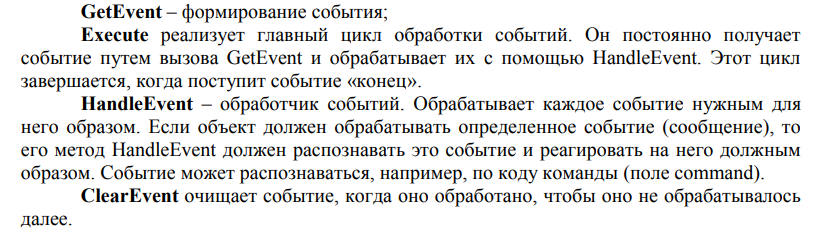 GetEvent – формирование события;
Execute реализует главный цикл обработки событий. Он постоянно получает
событие путем вызова GetEvent и обрабатывает их с помощью HandleEvent. Этот цикл
завершается, когда поступит событие «конец».
HandleEvent – обработчик событий. Обрабатывает каждое событие нужным для
него образом. Если объект должен обрабатывать определенное событие (сообщение), то
его метод HandleEvent должен распознавать это событие и реагировать на него должным
образом. Событие может распознаваться, например, по коду команды (поле command).
ClearEvent очищает событие, когда оно обработано, чтобы оно не обрабатывалось
далее.